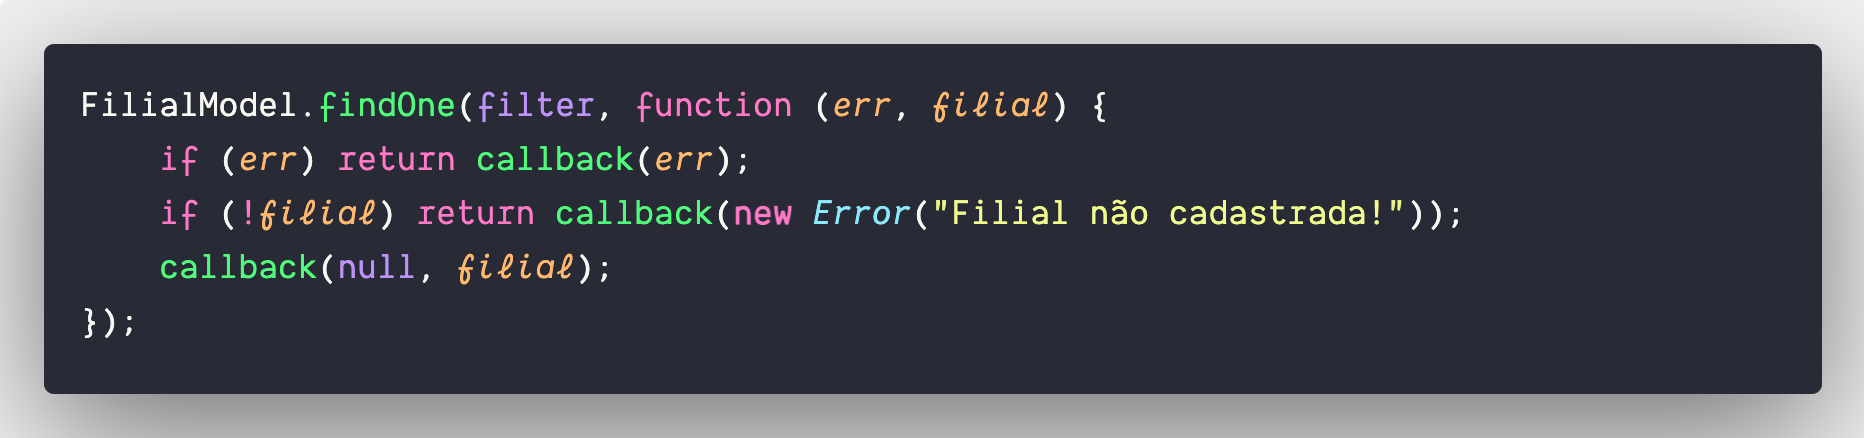 FilialModel.findOne(filter, function (err, filial) {
    if (err) return callback(err);
    if (!filial) return callback(new Error("Filial não cadastrada!"));
    callback(null, filial);
});